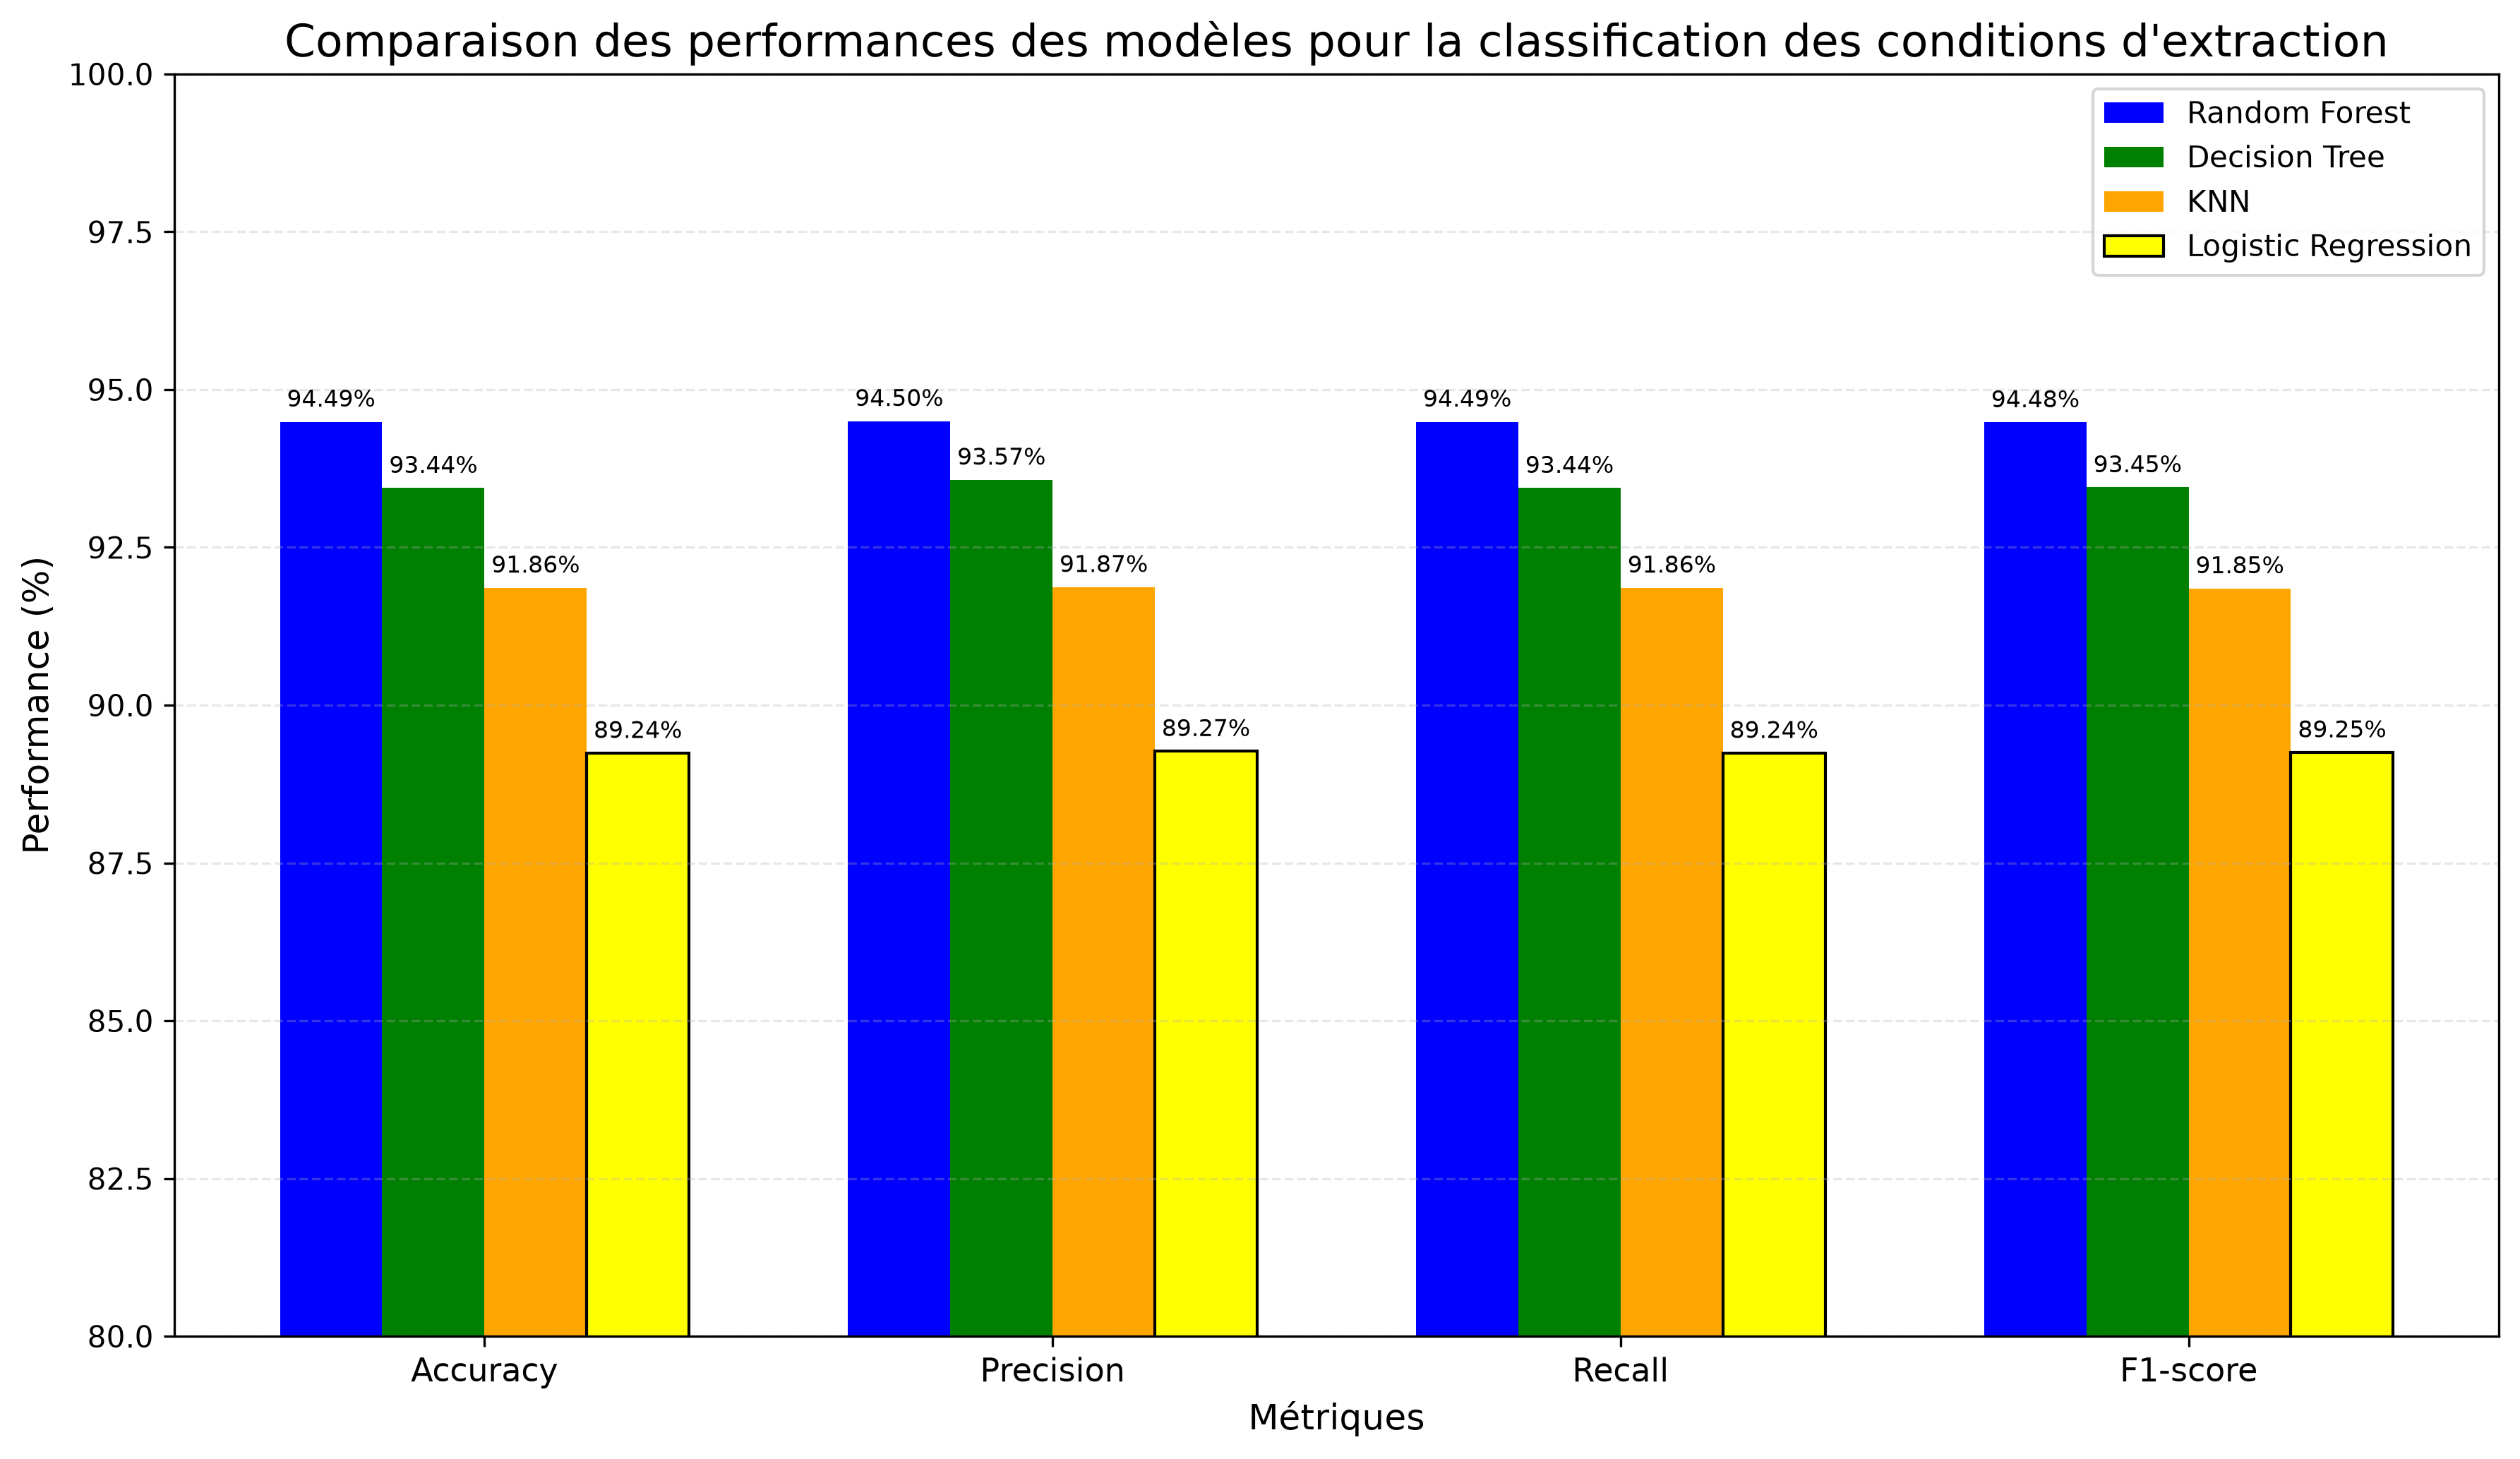 Comparaison des performances des modèles pour la classification des conditions d'extraction
100.0
97.5
95.0
92.5
90.0
87.5
85.0
82.5
80.0
Performance (%)
Random Forest
Decision Tree
KNN
Logistic Regression
94.49%
93.44%
91.86%
89.24%
94.50%
93.57%
91.87%
89.27%
94.49%
93.44%
91.86%
89.24%
94.48%
93.45%
91.85%
89.25%
Accuracy
Precision
Recall
F1-score
Métriques